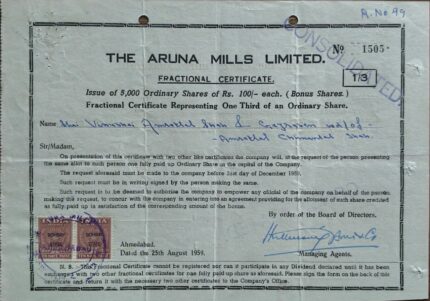 R.No 99
CONSOLIDATED
No 1505
THE ARUNA MILLS LIMITED.
FRACTIONAL CERTIFICATE.
1/3
Issue of 5,000 Ordinary Shares of Rs. 100/- each. (Bonus Shares.)
Fractional Certificate Representing One Third of an Ordinary Share.
Name Amratlal Shah &
Amratlal Chimanlal Shah
Sir/Madam,
On presentation of this certificate with two other like certificates the company will, at the request of the person presenting
the same allot to such person one fully paid up Ordinary Share in the capital of the Company.
The request aforesaid must be made to the company before last day of December 1959.
Such request must be in writing signed by the person making the same.
Such request is to be deemed to authorise the company to empower any official of the company on behalf of the person
making the request, to concur with the company in entering into an agreement providing for the allotment of such share credited
as fully paid up in satisfaction of the corresponding amount of the bonus.
By order of the Board of Directors.
Ahmedabad.
Dated the 25th August 1959.
Managing Agents.
N. B. This Fractional Certificate cannot be registered nor can it participate in any Dividend declared until it has been
exchanged with two other fractional certificates for one fully paid up share as aforesaid. Please sign the form on the back of this
certificate and return it with the necessary two other certificates to the Company's Office.